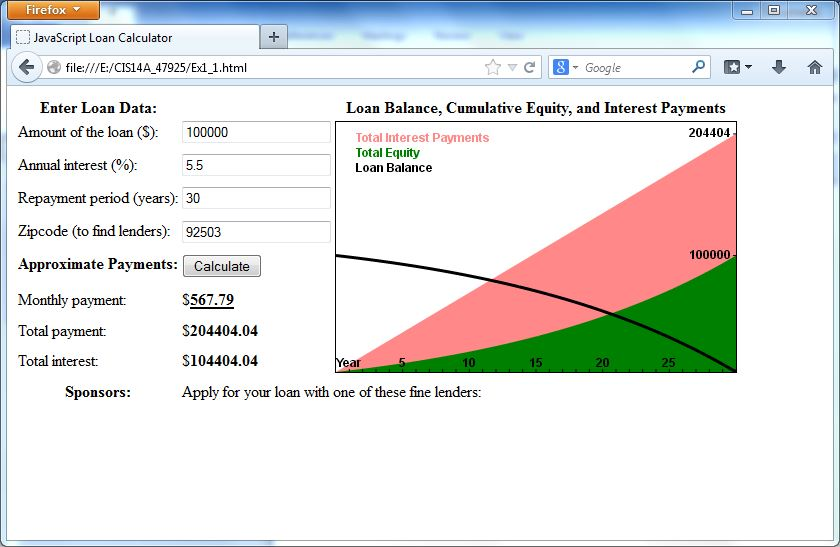 Firefox
JavaScript Loan Calculator
file:///E:/CIS14A_47925/Ex1_1.html
Google
Enter Loan Data:
Loan Balance, Cumulative Equity, and Interest Payments
Amount of the loan ($): 100000
Annual interest (%): 5.5
Repayment period (years): 30
Zipcode (to find lenders): 92503
Approximate Payments: Calculate
Monthly payment: $567.79
Total payment: $204404.04
Total interest: $104404.04
Total Interest Payments
Total Equity
Loan Balance
204404
100000
Year 5 10 15 20 25
Sponsors: Apply for your loan with one of these fine lenders: